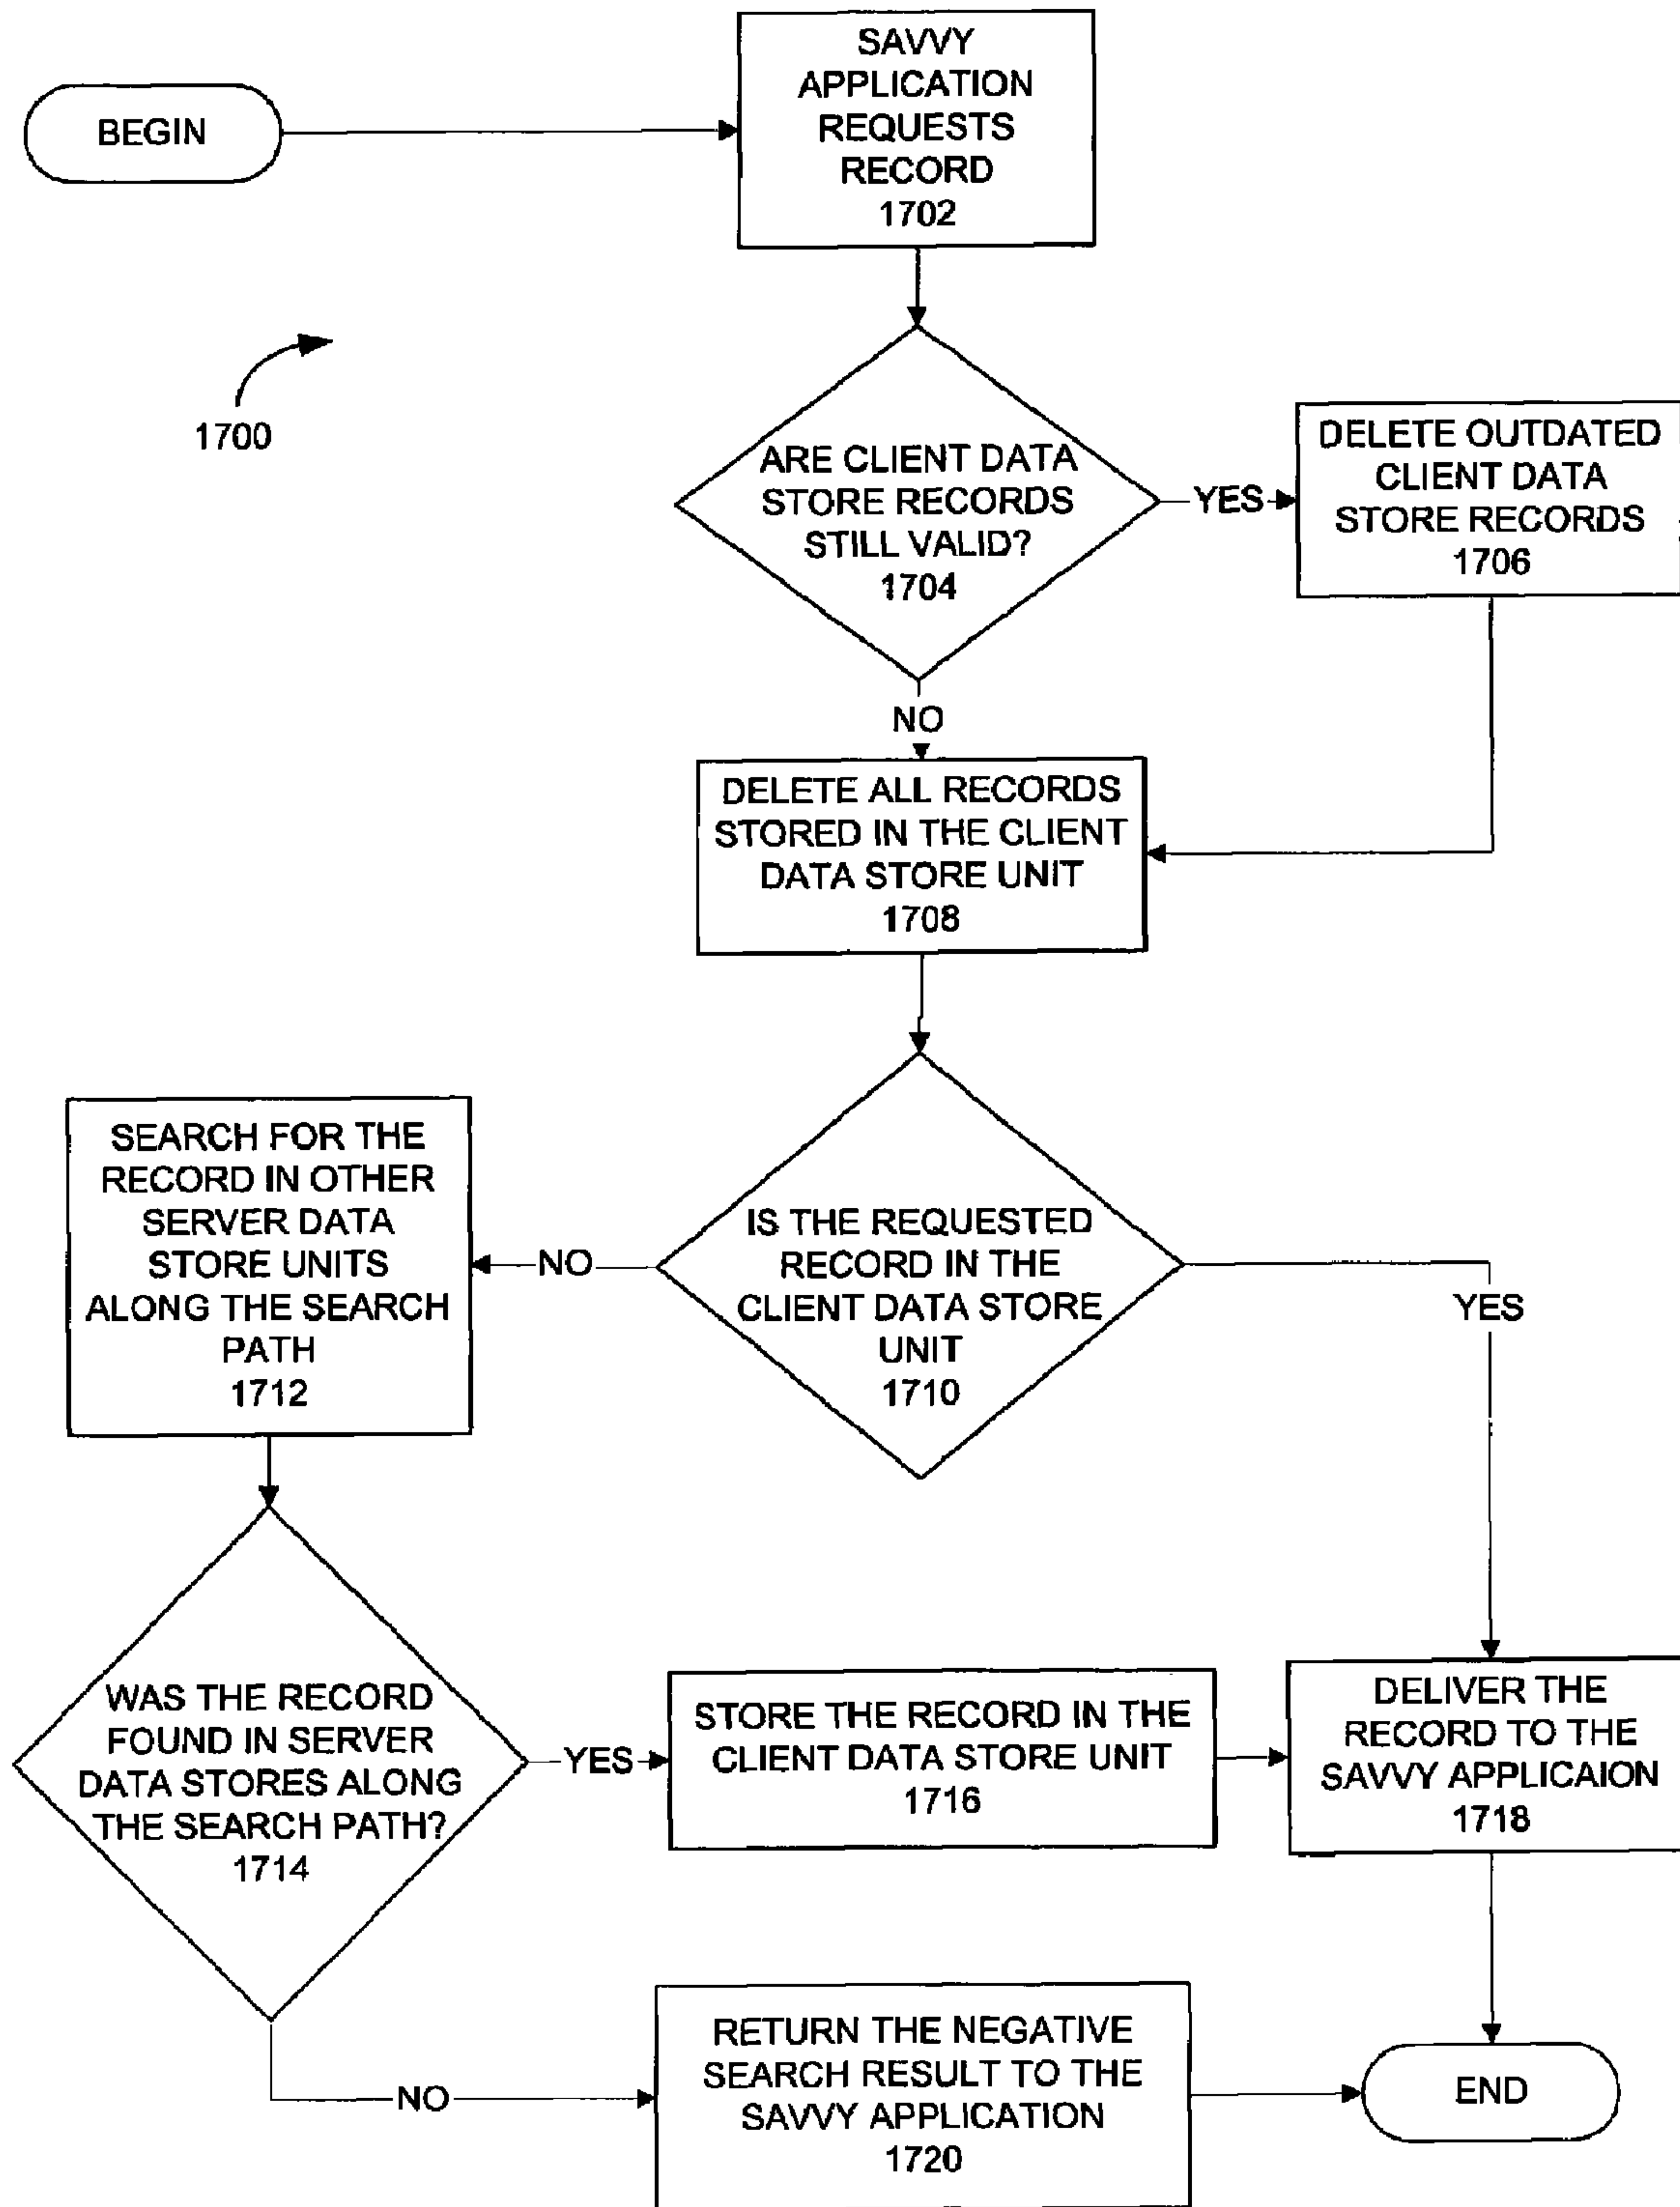 BEGIN
SAVVY
APPLICATION
REQUESTS
RECORD
1702
1700
ARE CLIENT DATA
STORE RECORDS
STILL VALID?
1704
YES
DELETE OUTDATED
CLIENT DATA
STORE RECORDS
1706
NO
DELETE ALL RECORDS
STORED IN THE CLIENT
DATA STORE UNIT
1708
IS THE REQUESTED
RECORD IN THE
CLIENT DATA STORE
UNIT
1710
NO
YES
SEARCH FOR THE
RECORD IN OTHER
SERVER DATA
STORE UNITS
ALONG THE SEARCH
PATH
1712
WAS THE RECORD
FOUND IN SERVER
DATA STORES ALONG
THE SEARCH PATH?
1714
YES
STORE THE RECORD IN THE
CLIENT DATA STORE UNIT
1716
DELIVER THE
RECORD TO THE
SAVVY APPLICAION
1718
NO
RETURN THE NEGATIVE
SEARCH RESULT TO THE
SAVVY APPLICATION
1720
END